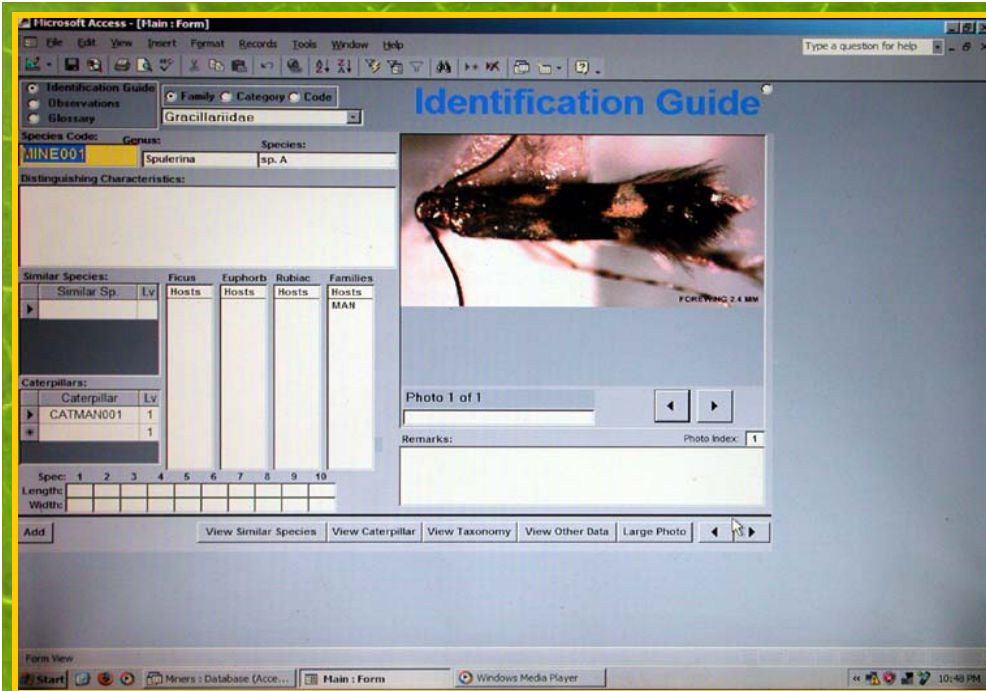 Microsoft Access - [Main : Form]
File Edit View Insert Format Records Tools Window Help
Type a question for help
Identification Guide
Observations
Glossary
Family Category Code
Gracillariidae
Identification Guide
Species Code: Genus: Species:
MINE001 Spulerina sp. A
Distinguishing Characteristics:
FOREWING 2.4 MM
Similar Species: Ficus Euphorb Rubiac Families
Similar Sp. Lv Hosts Hosts Hosts Hosts
MAN
Caterpillars:
Caterpillar Lv
CATMAN001 1
1
Photo 1 of 1
Remarks: Photo Index: 1
Spec: 1 2 3 4 5 6 7 8 9 10
Length:
Width:
Add View Similar Species View Caterpillar View Taxonomy View Other Data Large Photo
Form View
Start Miners : Database (Acce... Main : Form Windows Media Player 10:48 PM